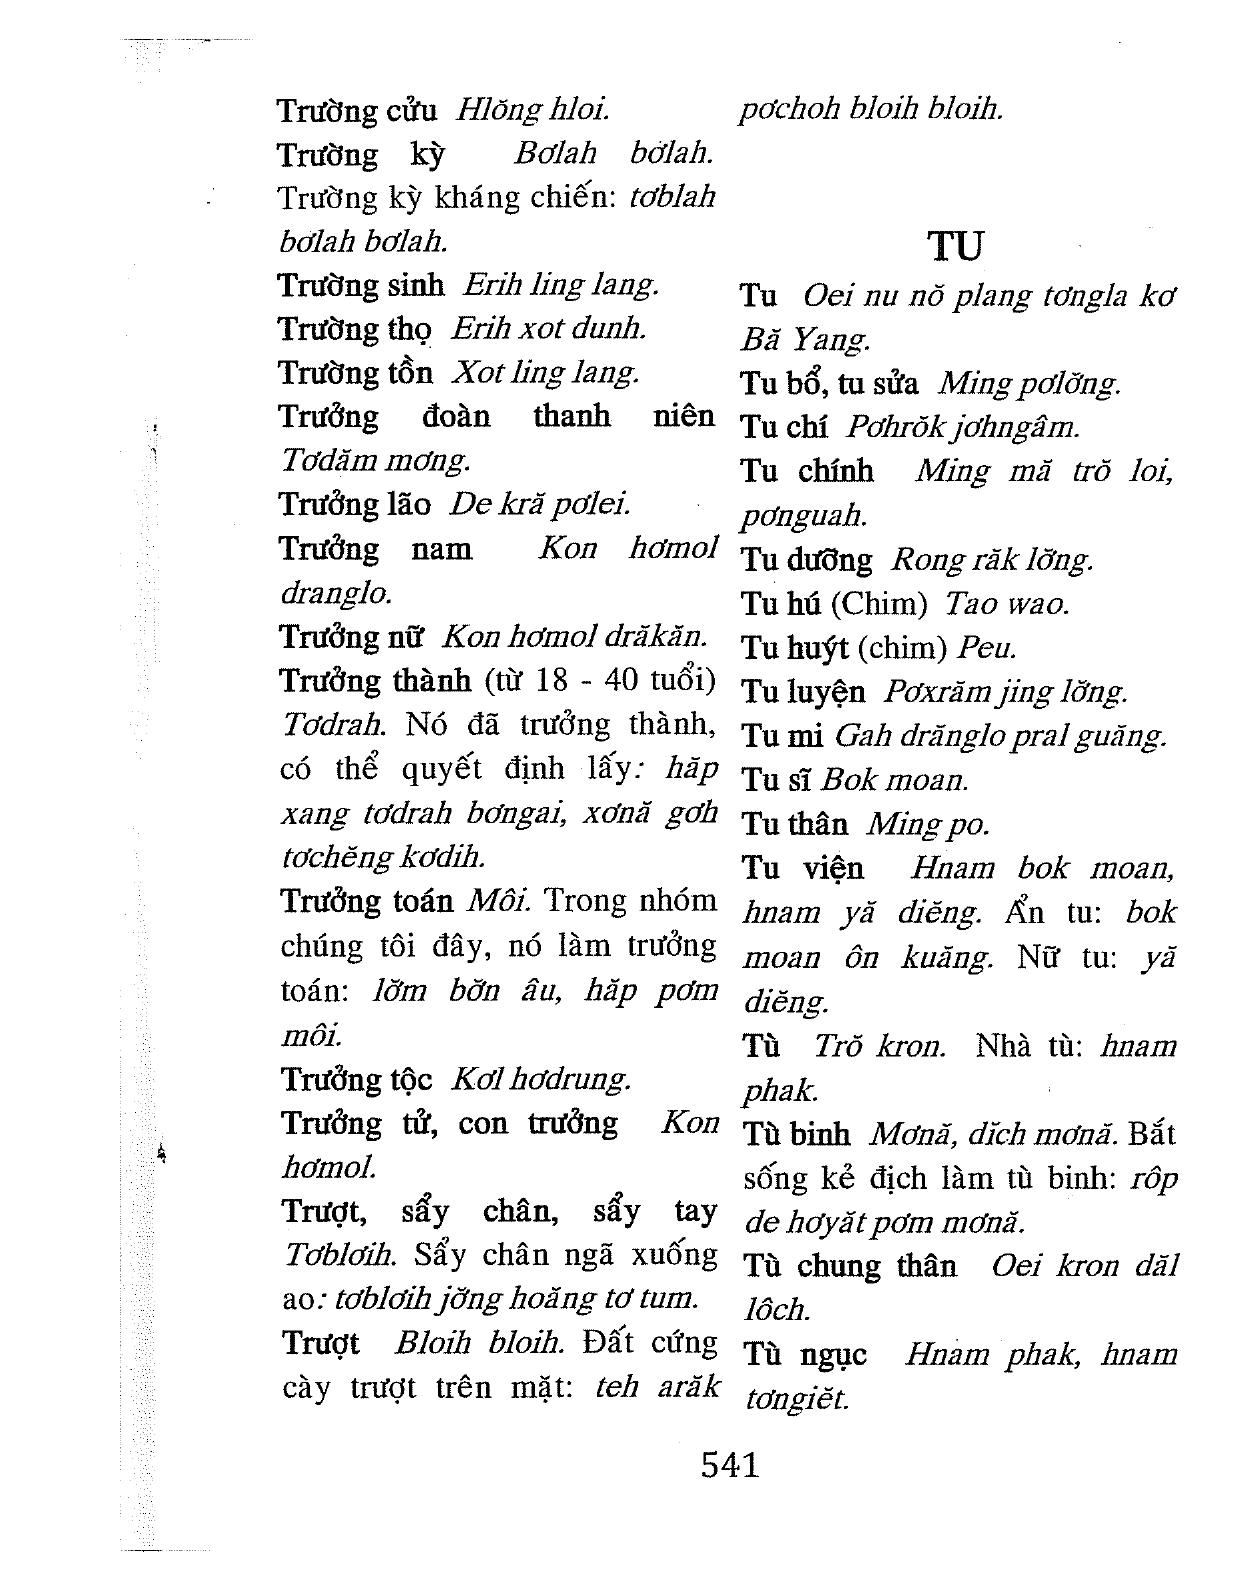 Trường cửu Hlŏng hloi.
Trường kỳ Bơlah bơlah.
Trường kỳ kháng chiến: tơblah
bơlah bơlah.
Trường sinh Erih ling lang.
Trường thọ Erih xot dunh.
Trường tồn Xot ling lang.
Trưởng đoàn thanh niên
Tơdăm mơng.
Trưởng lão De kră pơlei.
Trưởng nam Kon hơmol
dranglo.
Trưởng nữ Kon hơmol drăkăn.
Trưởng thành (từ 18 - 40 tuổi)
Tơdrah. Nó đã trưởng thành,
có thể quyết định lấy: hăp
xang tơdrah bơngai, xơnă gơh
tơchĕng kơdih.
Trưởng toán Môi. Trong nhóm
chúng tôi đây, nó làm trưởng
toán: lơ̆m bơ̆n âu, hăp pơm
môi.
Trưởng tộc Kơl hơdrung.
Trưởng tử, con trưởng Kon
hơmol.
Trượt, sẩy chân, sẩy tay
Tơblơih. Sẩy chân ngã xuống
ao: tơblơih jơ̆ng hoăng tơ tum.
Trượt Bloih bloih. Đất cứng
cày trượt trên mặt: teh arăk
pơchoh bloih bloih.
TU
Tu Oei nu nŏ plang tơngla kơ
Bă Yang.
Tu bổ, tu sửa Ming pơlơ̆ng.
Tu chí Pơhrŏk jơhngâm.
Tu chính Ming mă trŏ loi,
pơnguah.
Tu dưỡng Rong răk lơ̆ng.
Tu hú (Chim) Tao wao.
Tu huýt (chim) Peu.
Tu luyện Pơxrăm jing lơ̆ng.
Tu mi Gah drănglo pral guăng.
Tu sĩ Bok moan.
Tu thân Ming po.
Tu viện Hnam bok moan,
hnam yă diĕng. Ẩn tu: bok
moan ôn kuăng. Nữ tu: yă
diĕng.
Tù Trŏ kron. Nhà tù: hnam
phak.
Tù binh Mơnă, dĭch mơnă. Bắt
sống kẻ địch làm tù binh: rôp
de hơyăt pơm mơnă.
Tù chung thân Oei kron dăl
lôch.
Tù ngục Hnam phak, hnam
tơngiĕt.
541